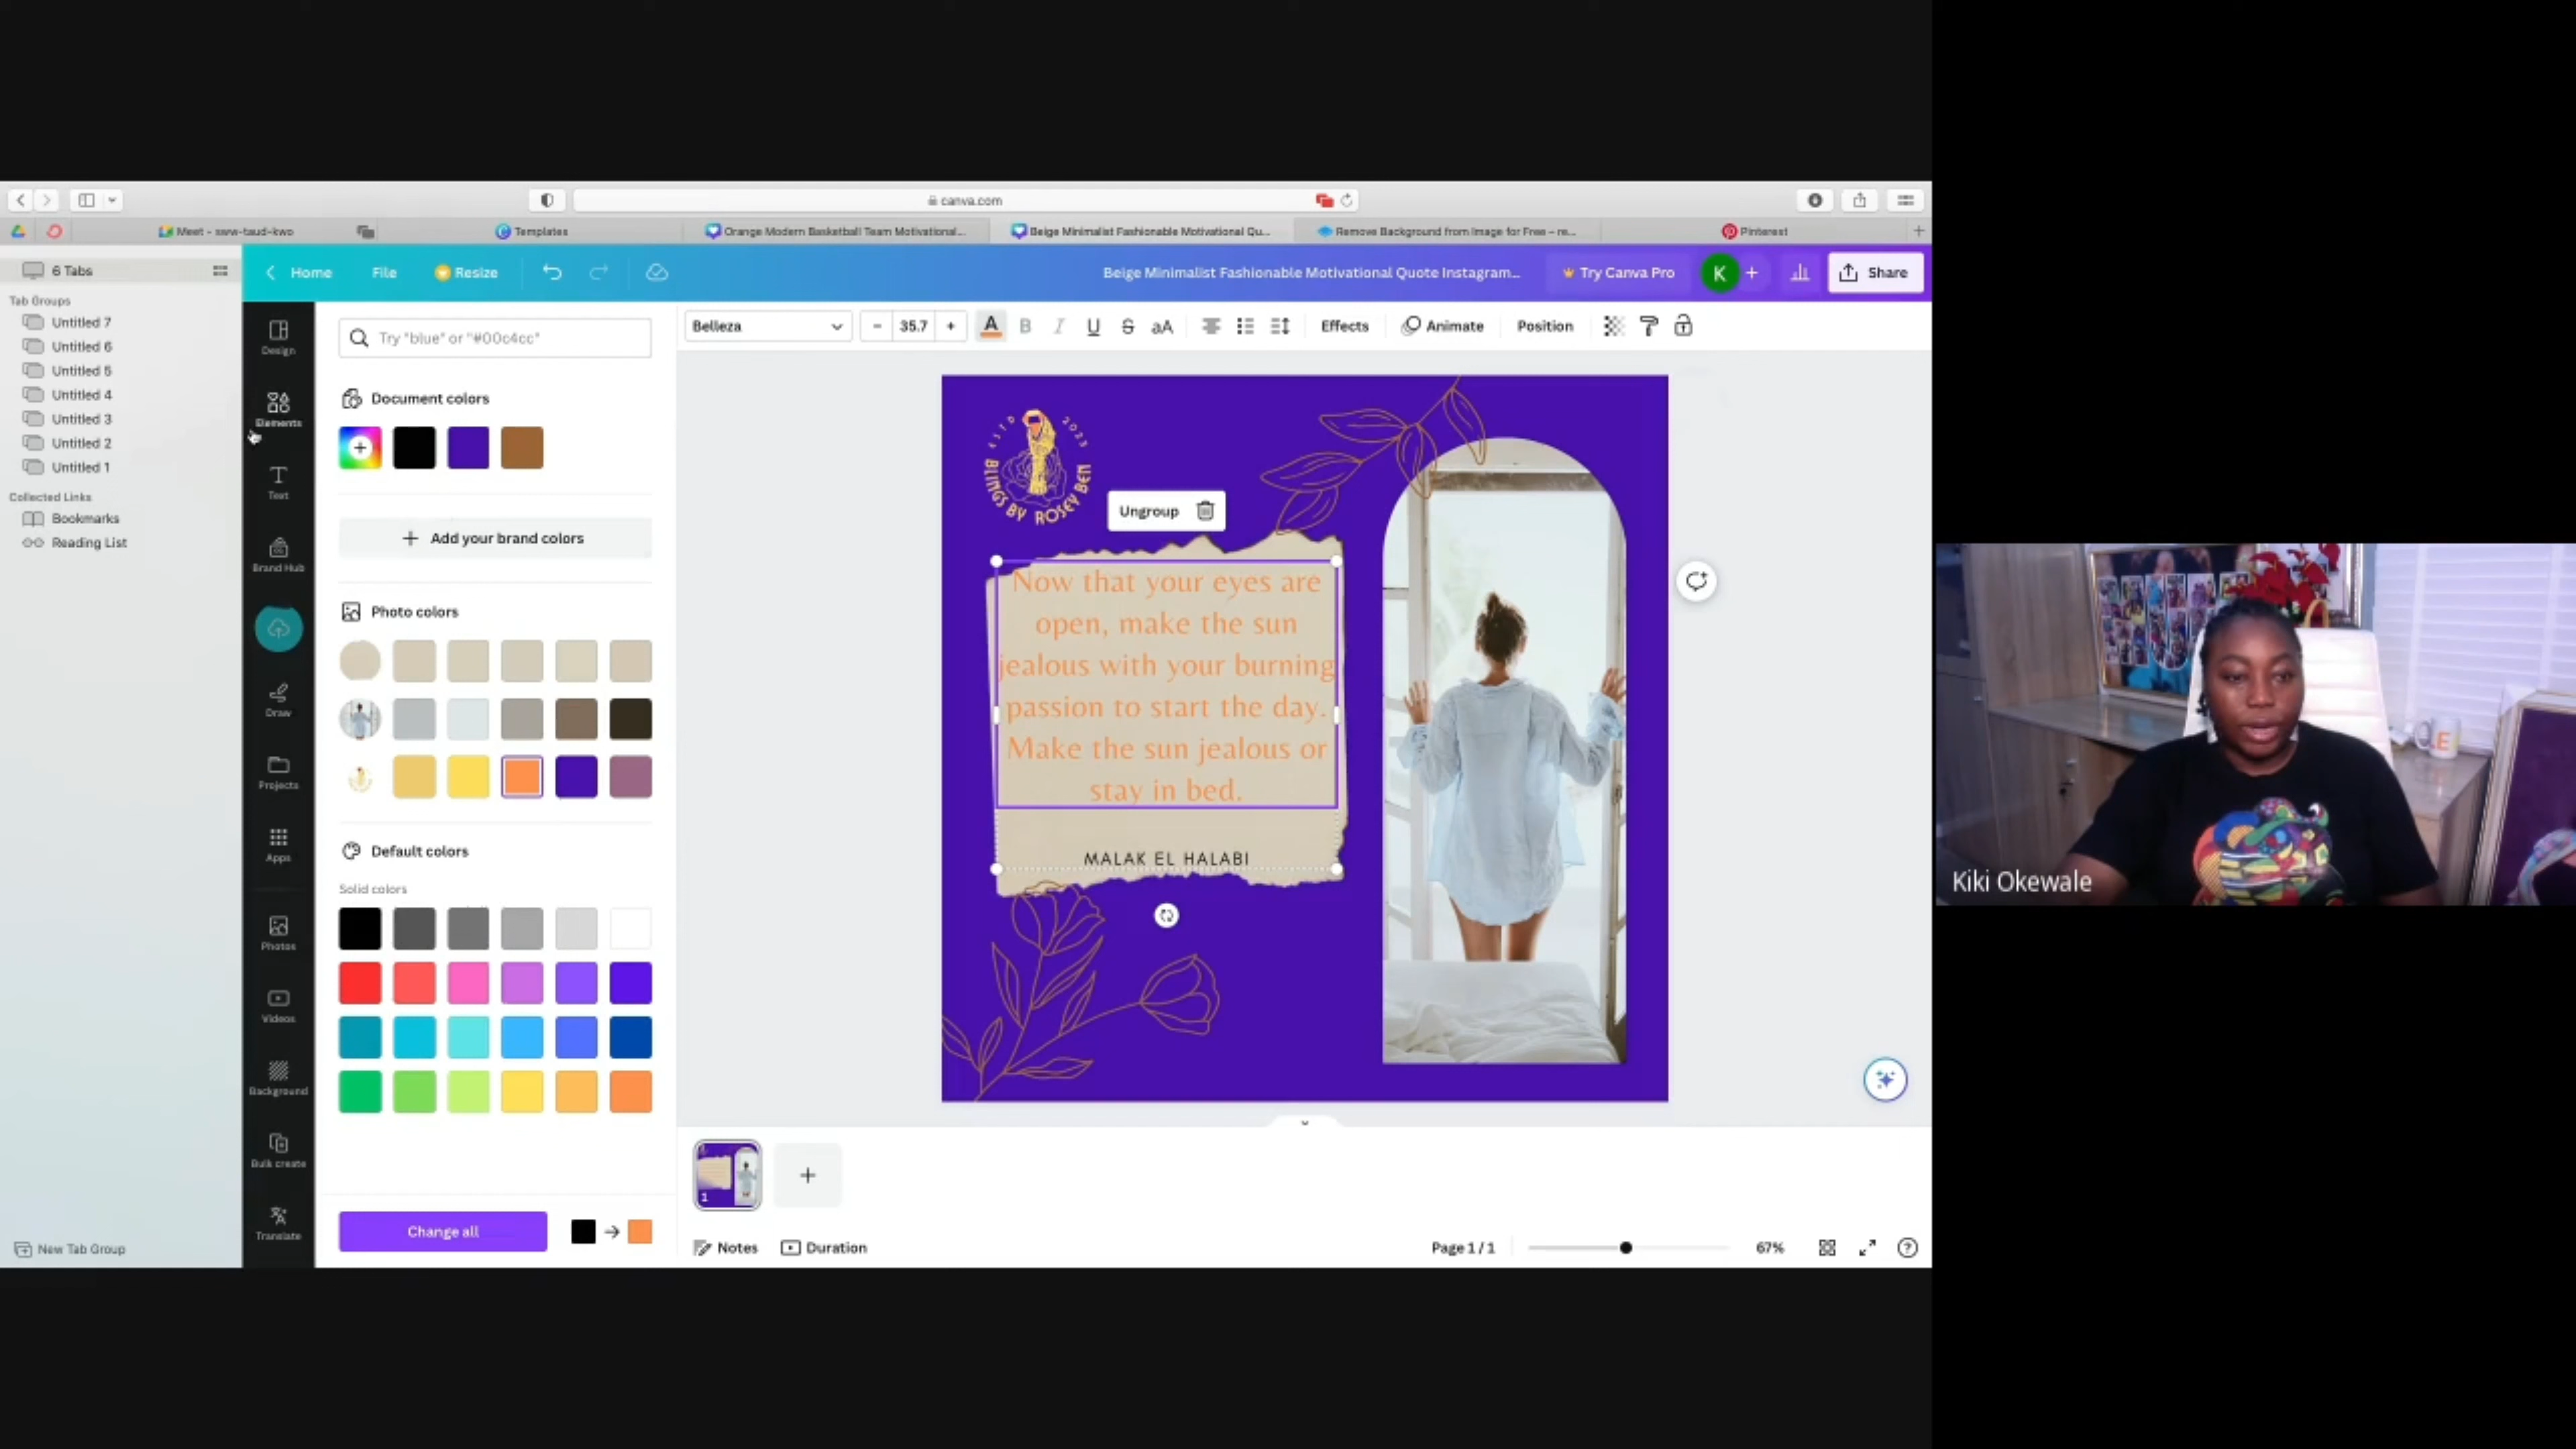 canva.com
Meet - sww-taud-kwo
Templates
Orange Modern Basketball Team Motivational...
Beige Minimalist Fashionable Motivational Qu...
Remove Background from Image for Free – re...
Pinterest
6 Tabs
Home
File
Resize
Beige Minimalist Fashionable Motivational Quote Instagram...
Try Canva Pro
K
Share
Tab Groups
Untitled 7
Untitled 6
Untitled 5
Untitled 4
Untitled 3
Untitled 2
Untitled 1
Collected Links
Bookmarks
Reading List
New Tab Group
Design
Elements
Text
Brand Hub
Draw
Projects
Apps
Photos
Videos
Background
Bulk create
Translate
Try "blue" or "#00c4cc"
Document colors
Add your brand colors
Photo colors
Default colors
Solid colors
Change all
Belleza
35.7
A
B
I
U
S
aA
Effects
Animate
Position
ESTD 2023
BLINGS BY ROSEY BEN
Ungroup
Now that your eyes are
open, make the sun
jealous with your burning
passion to start the day.
Make the sun jealous or
stay in bed.
MALAK EL HALABI
1
Notes
Duration
Page 1 / 1
67%
Kiki Okewale